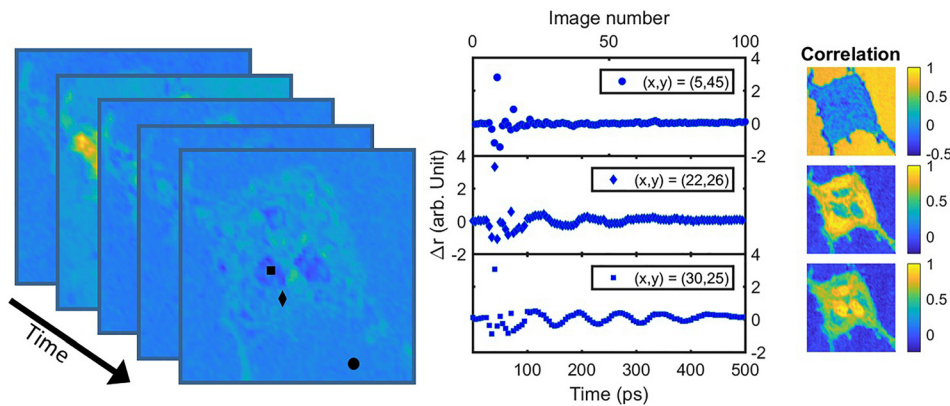 Time
Image number
0 50 100
4
2
0
-2
(x,y) = (5,45)
4
2
0
-2
(x,y) = (22,26)
4
2
0
-2
(x,y) = (30,25)
Δr (arb. Unit)
0 100 200 300 400 500
Time (ps)
Correlation
1
0.5
0
-0.5
1
0.5
0
1
0.5
0